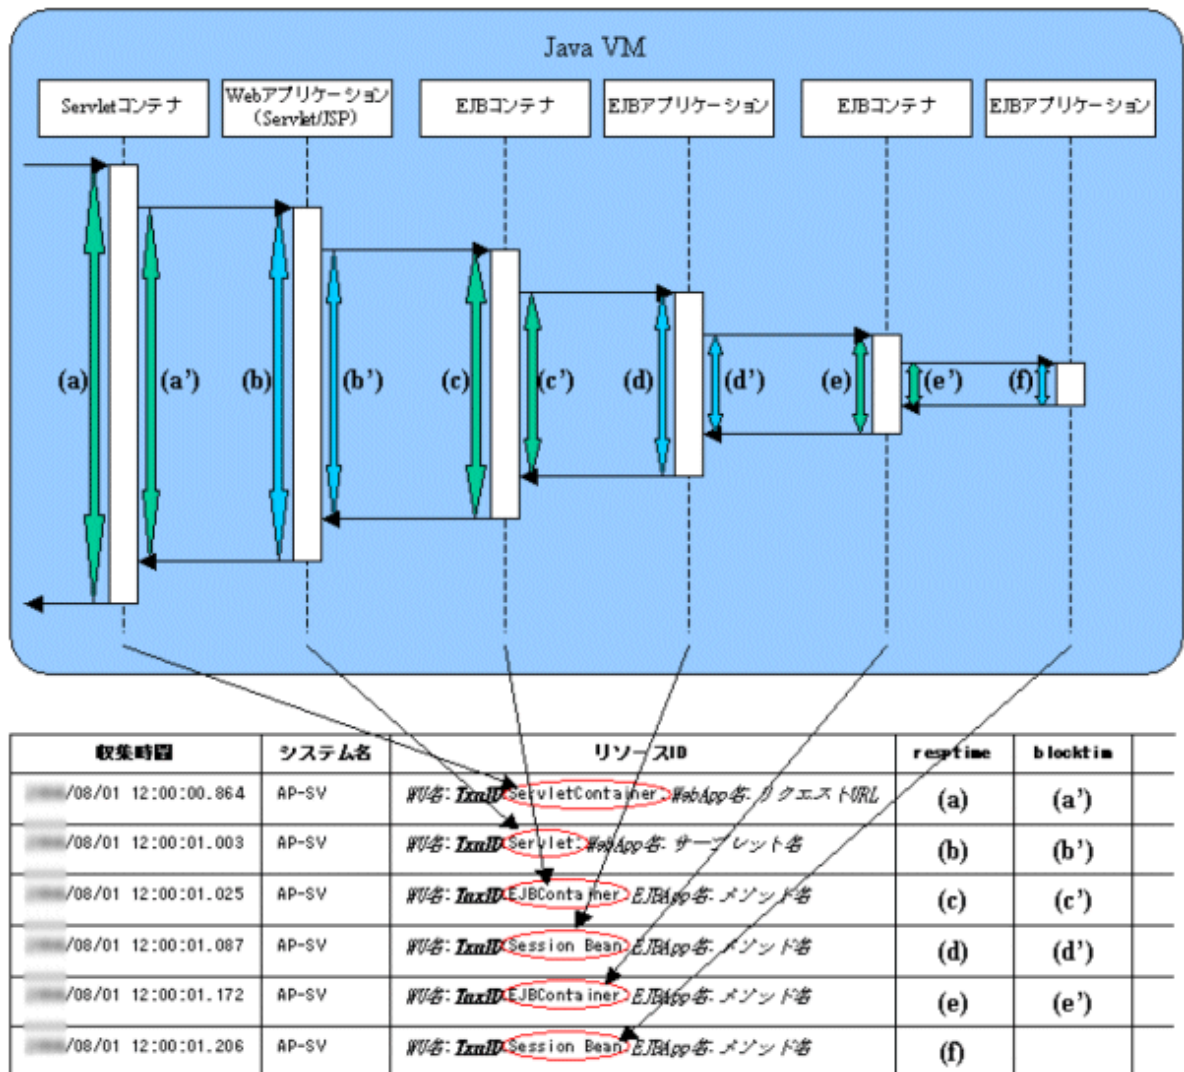 Java VM
Servletコンテナ
Webアプリケーション
(Servlet/JSP)
EJBコンテナ
EJBアプリケーション
EJBコンテナ
EJBアプリケーション
(a) (a') (b) (b') (c) (c') (d) (d') (e) (e') (f)
収集時間 システム名 リソースID resptime blocktim
/08/01 12:00:00.864 AP-SV WU名:TxnID ServletContainer:WebApp名:リクエストURL (a) (a')
/08/01 12:00:01.003 AP-SV WU名:TxnID Servlet:WebApp名:サーブレット名 (b) (b')
/08/01 12:00:01.025 AP-SV WU名:TxnID EJBContainer EJBApp名:メソッド名 (c) (c')
/08/01 12:00:01.087 AP-SV WU名:TxnID Session Bean EJBApp名:メソッド名 (d) (d')
/08/01 12:00:01.172 AP-SV WU名:TxnID EJBContainer EJBApp名:メソッド名 (e) (e')
/08/01 12:00:01.206 AP-SV WU名:TxnID Session Bean EJBApp名:メソッド名 (f)